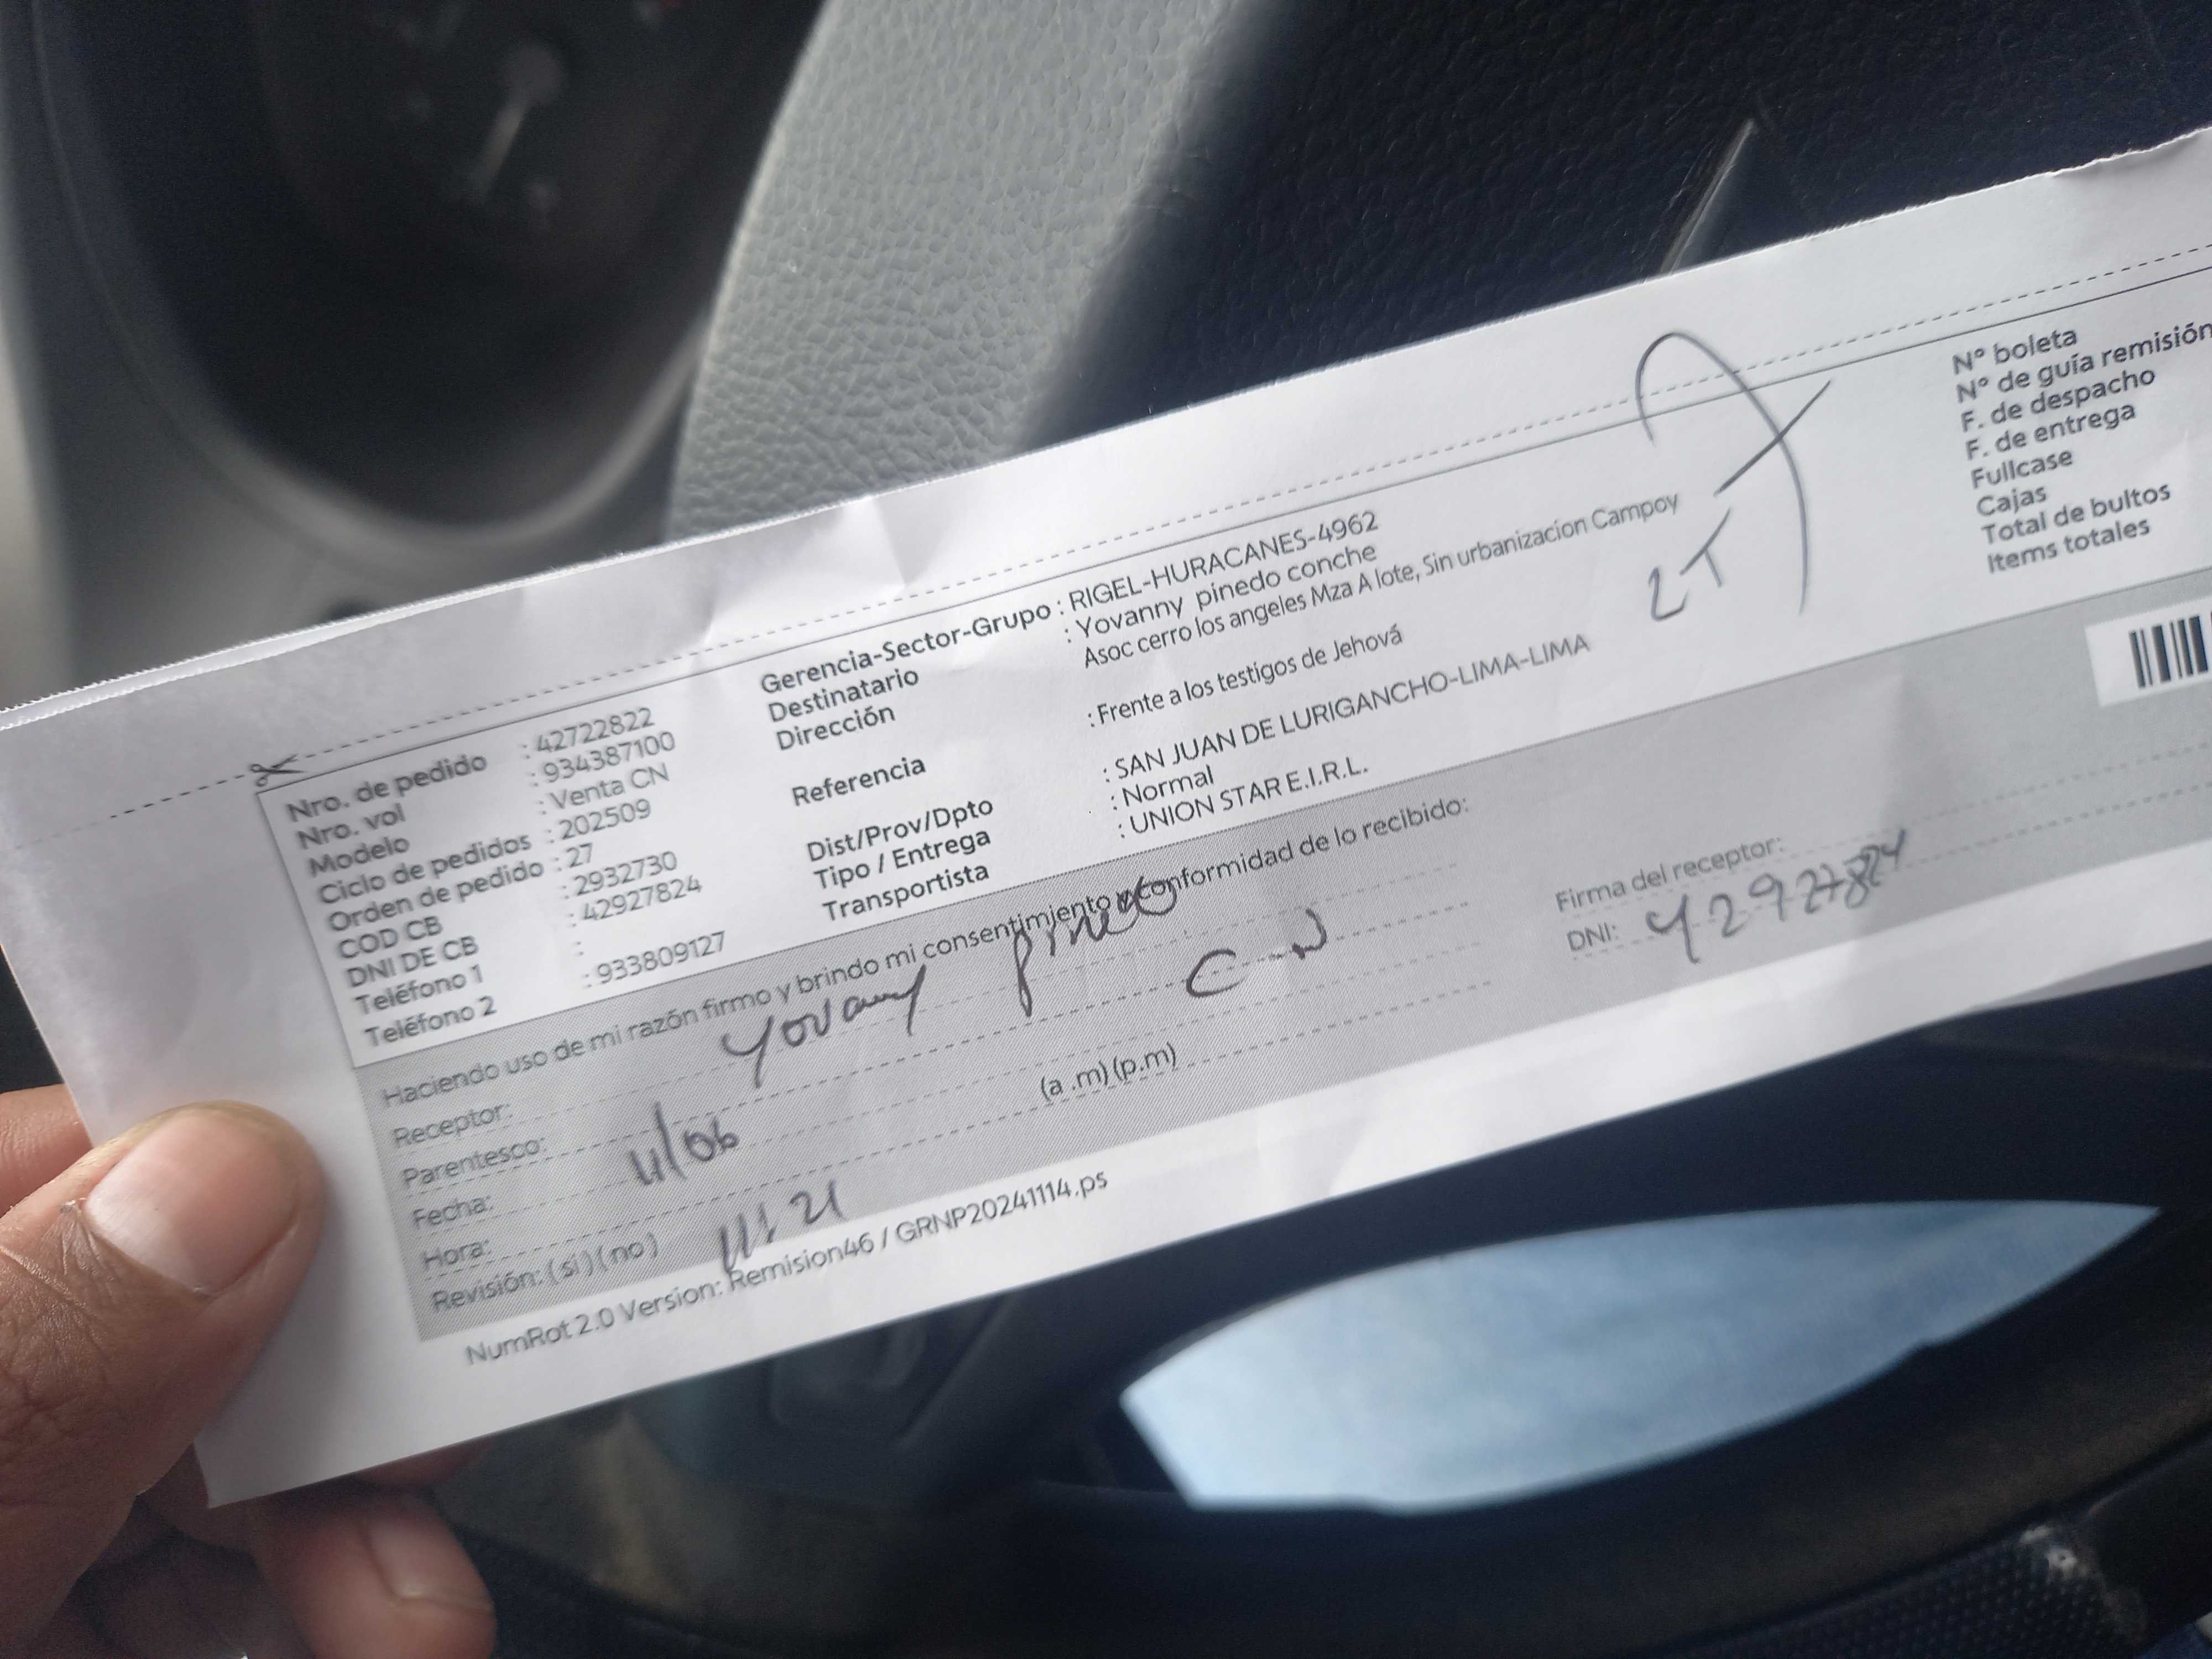 Nro. de pedido : 42722822
Nro. vol : 934387100
Modelo : Venta CN
Ciclo de pedidos : 202509
Orden de pedido : 27
COD CB : 2932730
DNI DE CB : 42927824
Teléfono 1 :
Teléfono 2 : 933809127
Gerencia-Sector-Grupo : RIGEL-HURACANES-4962
Destinatario : Yovanny pinedo conche
Dirección Asoc cerro los angeles Mza A lote, Sin urbanizacion Campoy
Referencia : Frente a los testigos de Jehová
Dist/Prov/Dpto : SAN JUAN DE LURIGANCHO-LIMA-LIMA
Tipo / Entrega : Normal
Transportista : UNION STAR E.I.R.L.
N° boleta
N° de guía remisión
F. de despacho
F. de entrega
Fullcase
Cajas
Total de bultos
Items totales
Haciendo uso de mi razón firmo y brindo mi consentimiento y conformidad de lo recibido:
Receptor: Yovany Pinedo
Parentesco:
Fecha: 11/06
Hora: 11:21 (a .m) (p.m)
Revisión: (si) (no)
Firma del receptor:
DNI: 42927824
NumRot 2.0 Version: Remision46 / GRNP20241114.ps